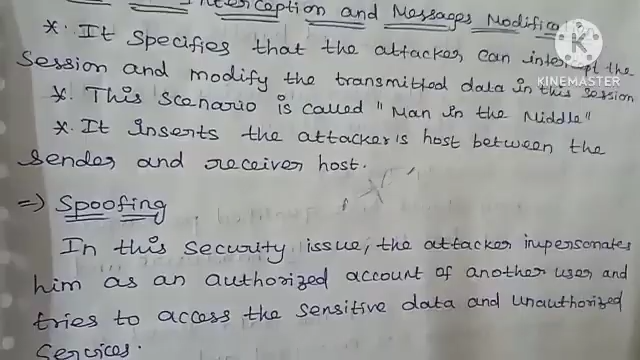 Interception and Messages Modifica
*. It specifies that the attacker can inter the
session and modify the transmitted data in this session
*. This scenario is called "Man in the Middle"
*. It inserts the attacker's host between the
sender and receiver host.
=> Spoofing
In this security issue, the attacker impersonates
him as an authorized account of another user and
tries to access the sensitive data and unauthorized
services.
KINEMASTER